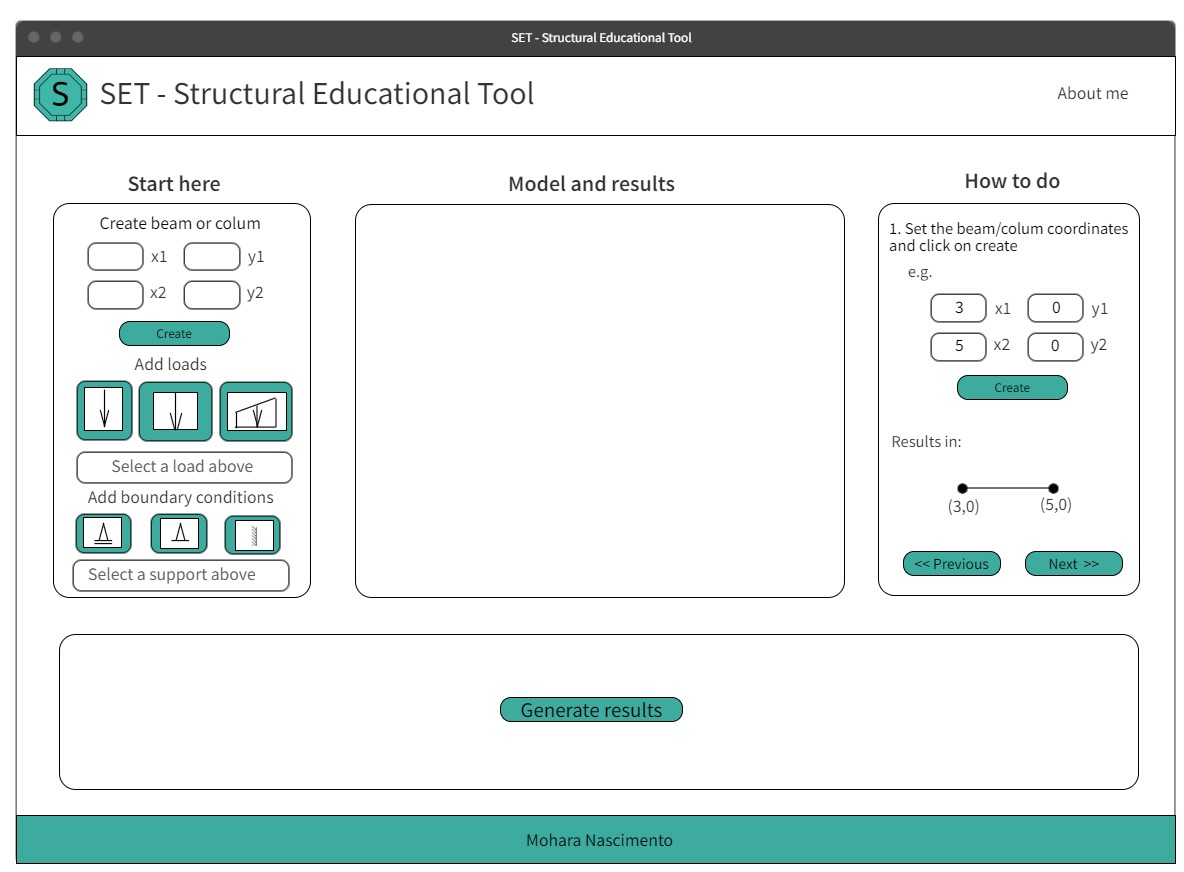 SET - Structural Educational Tool
S
SET - Structural Educational Tool
About me
Start here
Create beam or colum
x1 y1
x2 y2
Create
Add loads
Select a load above
Add boundary conditions
Select a support above
Model and results
How to do
1. Set the beam/colum coordinates
and click on create
e.g.
3 x1 0 y1
5 x2 0 y2
Create
Results in:
(3,0) (5,0)
<< Previous Next >>
Generate results
Mohara Nascimento